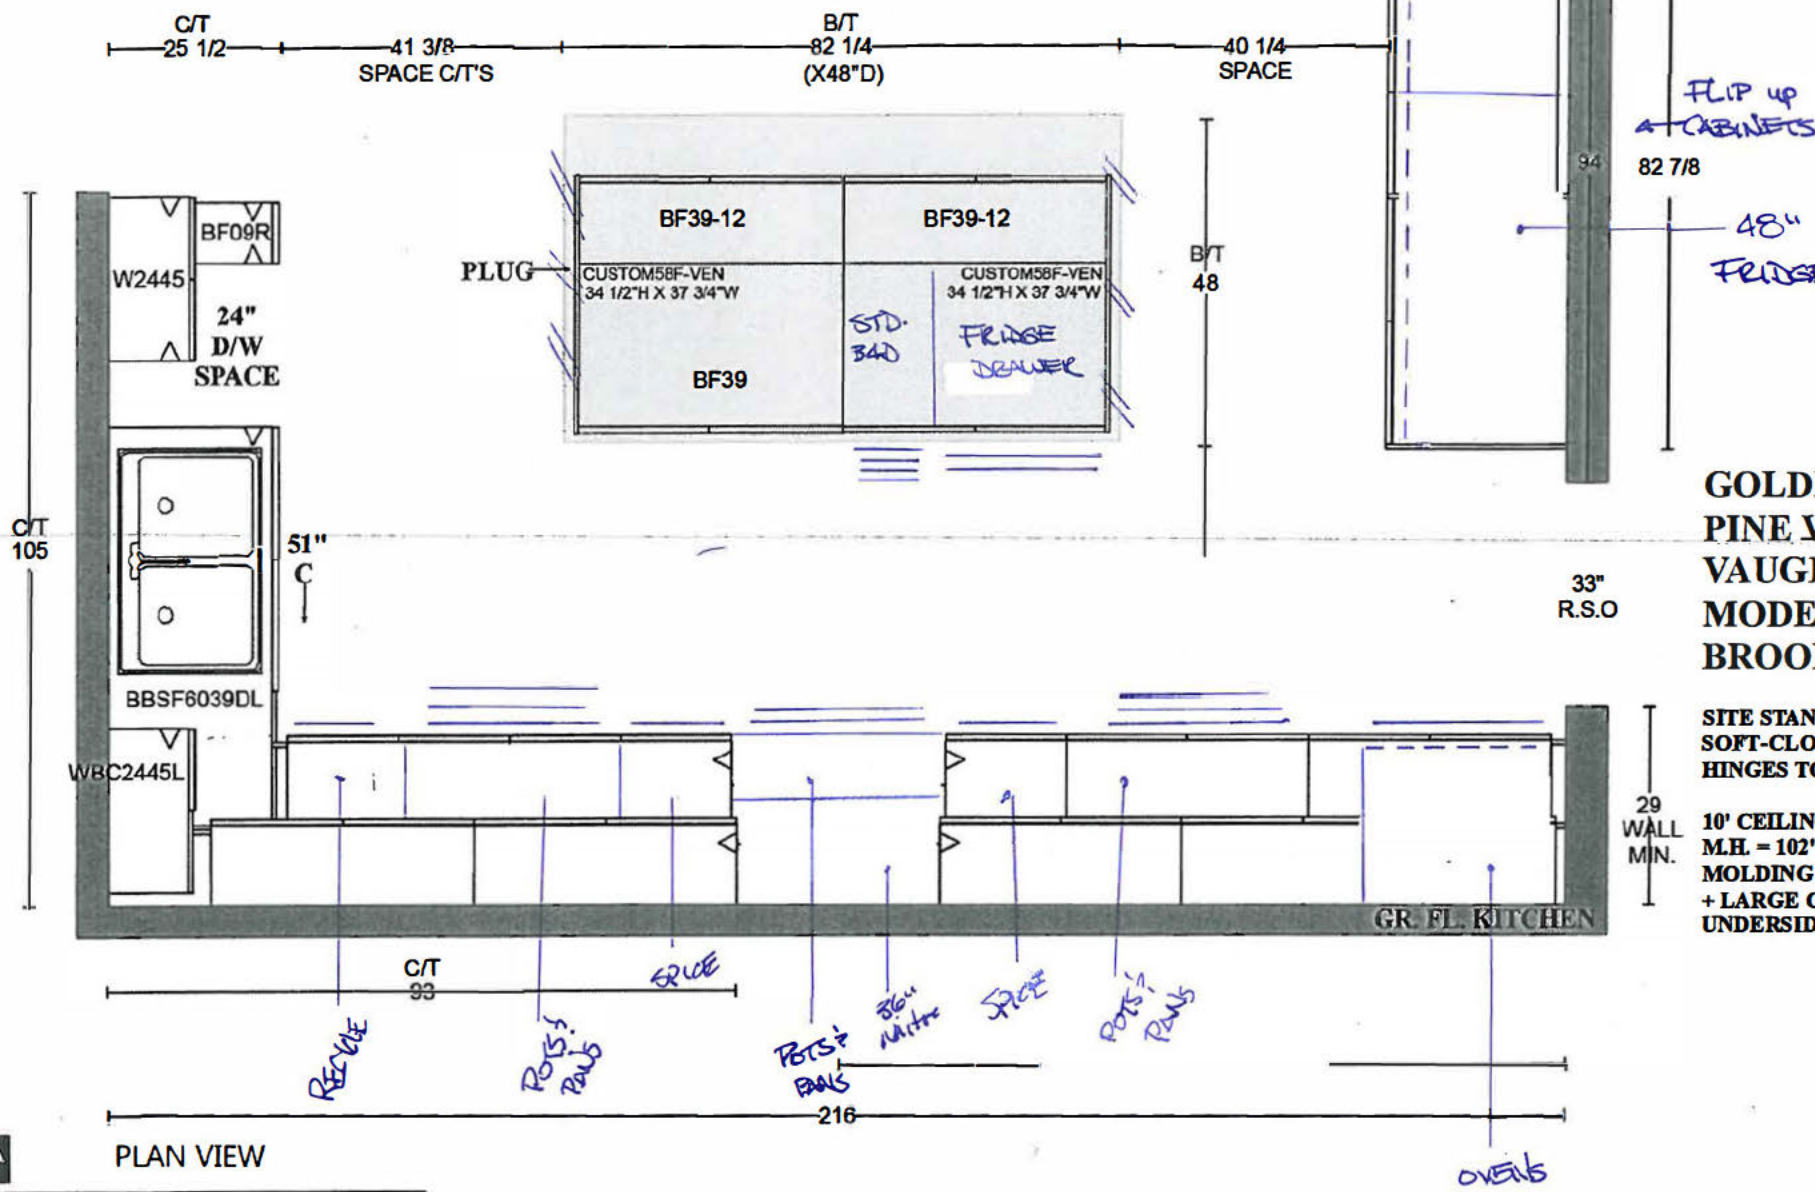 C/T
25 1/2
41 3/8
SPACE C/T'S
B/T
82 1/4
(X48"D)
40 1/4
SPACE
FLIP up
CABINETS
94
82 7/8
48"
FRIDGE
W2445
BF09R
24"
D/W
SPACE
PLUG
BF39-12
BF39-12
CUSTOM58F-VEN
34 1/2"H X 37 3/4"W
CUSTOM58F-VEN
34 1/2"H X 37 3/4"W
STD.
B4D
FRIDGE
DRAWER
BF39
B/T
48
C/T
105
51"
C
BBSF6039DL
WBC2445L
33"
R.S.O
GOLD
PINE V
VAUG
MODE
BROO
SITE STAN
SOFT-CLO
HINGES TO
10' CEILIN
M.H. = 102"
MOLDING
+ LARGE C
UNDERSID
29
WALL
MIN.
GR. FL. KITCHEN
C/T
93
RECYCLE
POTS &
PANS
SPICE
POTS &
PANS
36"
SPICE
POTS &
PANS
216
OVENS
PLAN VIEW